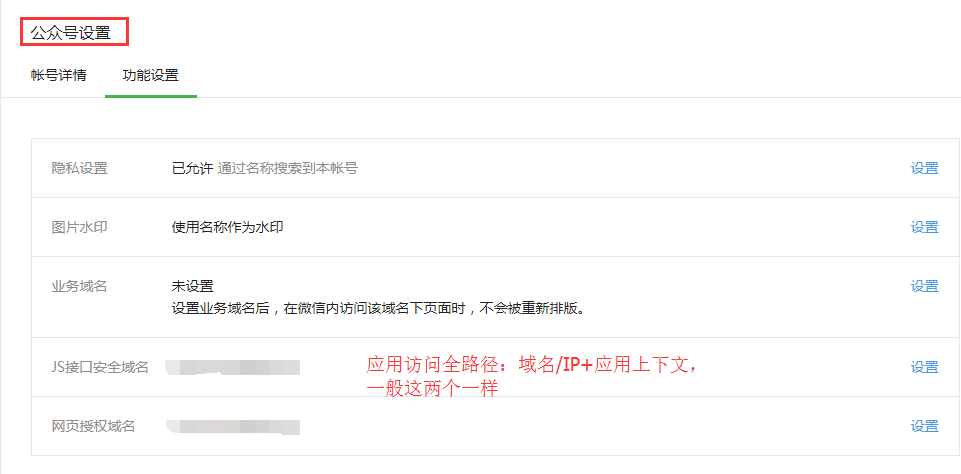 公众号设置
帐号详情 功能设置
隐私设置 已允许 通过名称搜索到本帐号 设置
图片水印 使用名称作为水印 设置
业务域名 未设置 设置
设置业务域名后，在微信内访问该域名下页面时，不会被重新排版。
JS接口安全域名 设置
应用访问全路径：域名/IP+应用上下文，
一般这两个一样
网页授权域名 设置